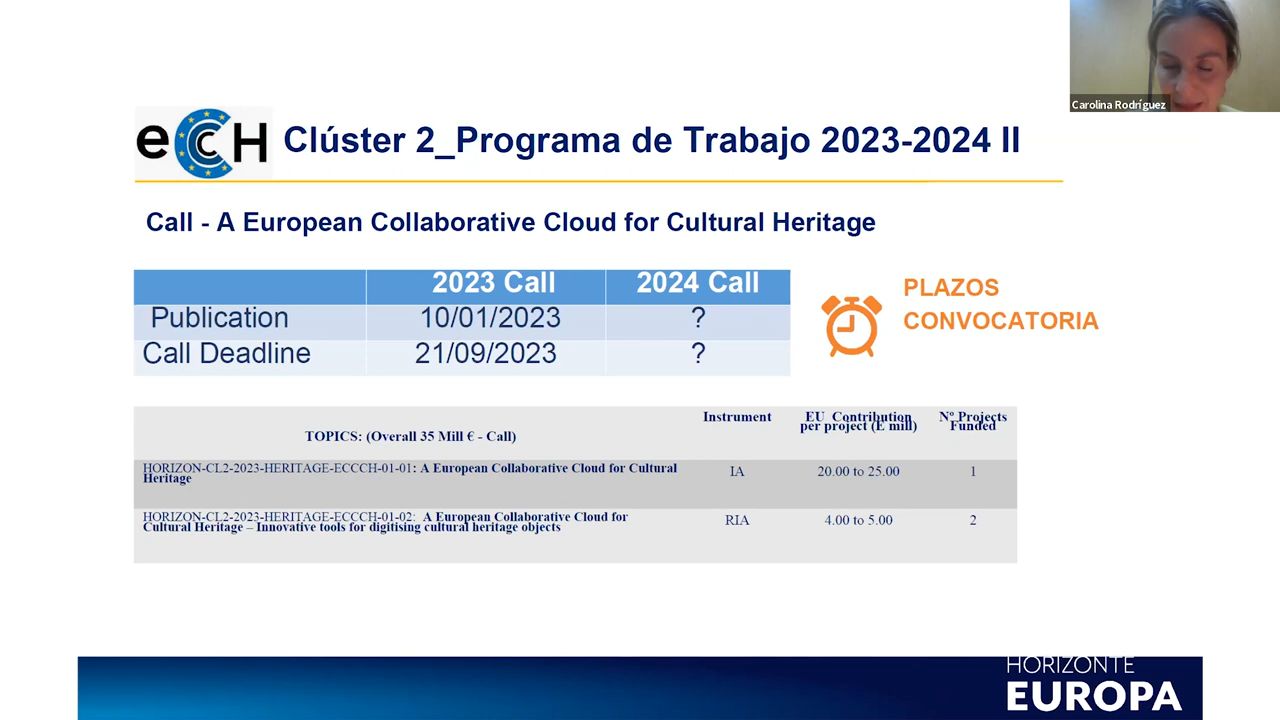 Carolina Rodríguez
eCCH Clúster 2_Programa de Trabajo 2023-2024 II
Call - A European Collaborative Cloud for Cultural Heritage
2023 Call 2024 Call
Publication 10/01/2023 ?
Call Deadline 21/09/2023 ?
PLAZOS
CONVOCATORIA
TOPICS: (Overall 35 Mill € - Call)
Instrument
EU Contribution
per project (£ mill)
Nº Projects
Funded
HORIZON-CL2-2023-HERITAGE-ECCCH-01-01: A European Collaborative Cloud for Cultural
Heritage
IA 20.00 to 25.00 1
HORIZON-CL2-2023-HERITAGE-ECCCH-01-02: A European Collaborative Cloud for
Cultural Heritage – Innovative tools for digitising cultural heritage objects
RIA 4.00 to 5.00 2
HORIZONTE
EUROPA